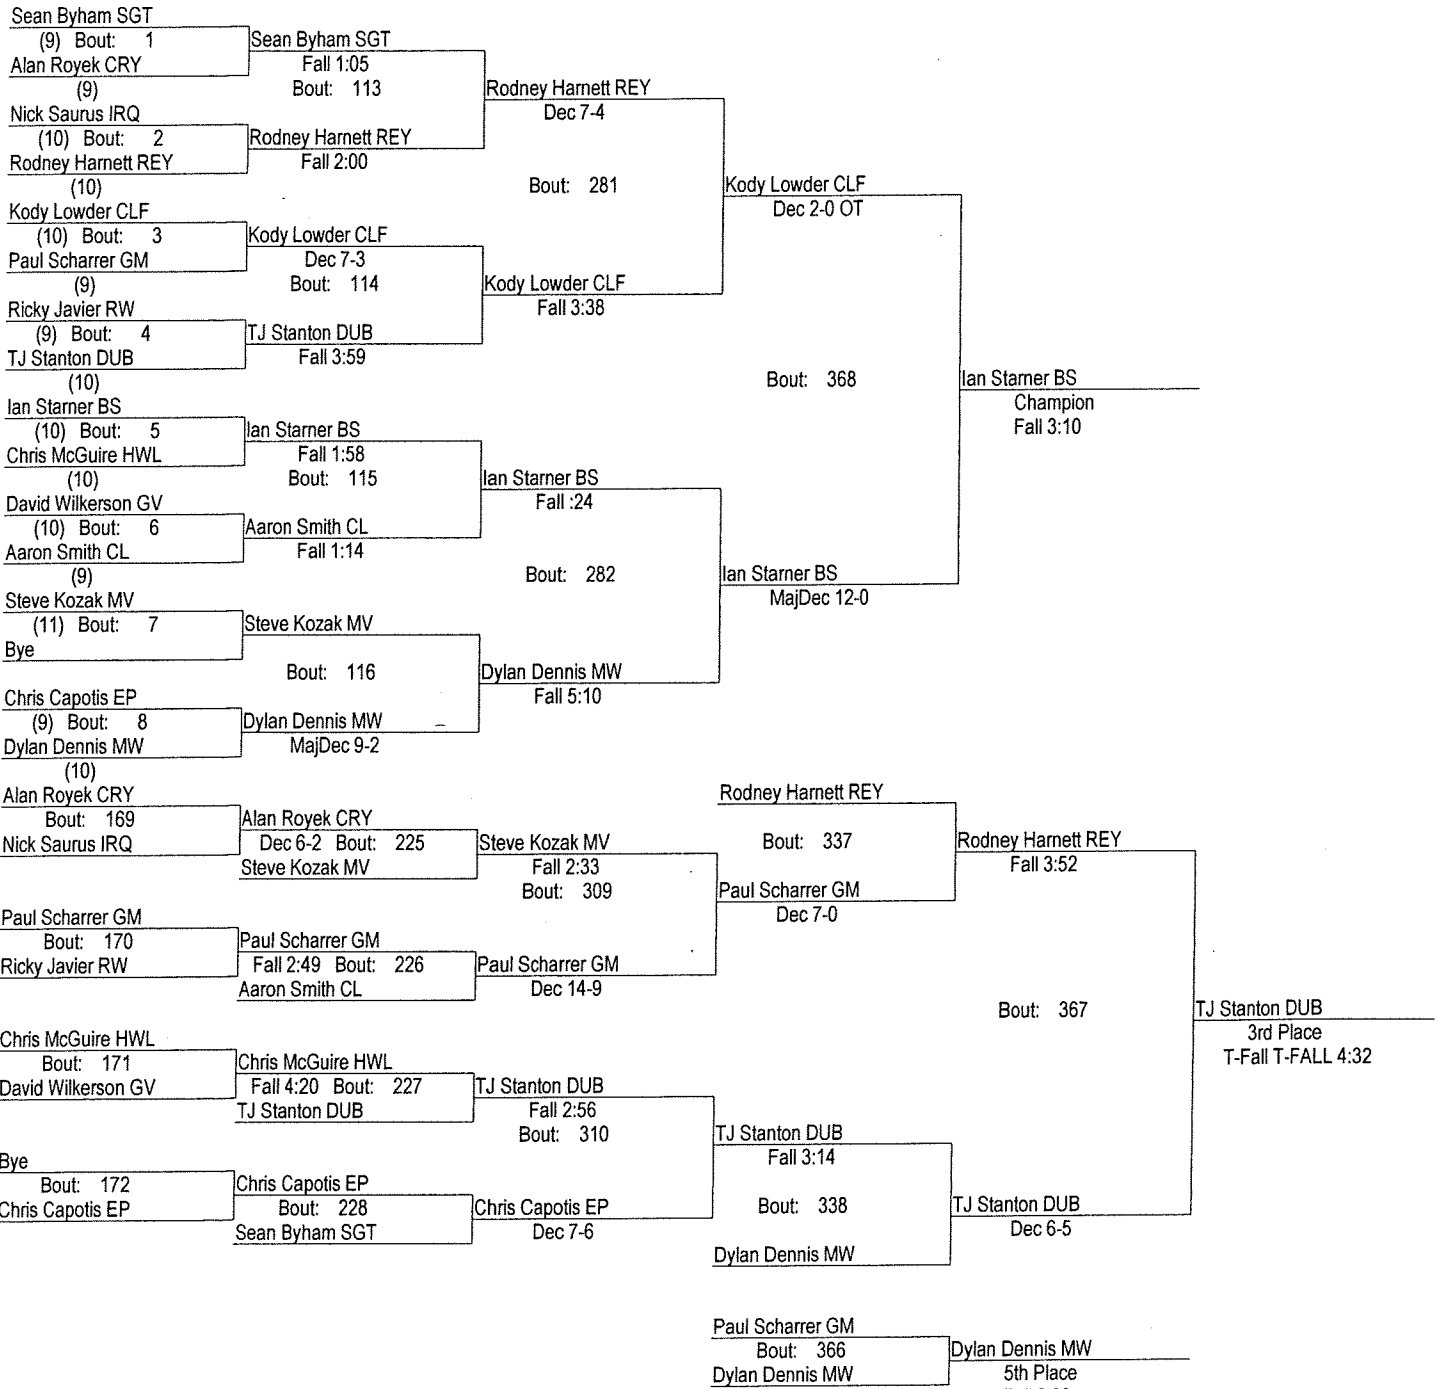 Sean Byham SGT
(9) Bout: 1
Alan Royek CRY
(9)
Nick Saurus IRQ
(10) Bout: 2
Rodney Harnett REY
(10)
Kody Lowder CLF
(10) Bout: 3
Paul Scharrer GM
(9)
Ricky Javier RW
(9) Bout: 4
TJ Stanton DUB
(10)
Ian Starner BS
(10) Bout: 5
Chris McGuire HWL
(10)
David Wilkerson GV
(10) Bout: 6
Aaron Smith CL
(9)
Steve Kozak MV
(11) Bout: 7
Bye
Chris Capotis EP
(9) Bout: 8
Dylan Dennis MW
(10)
Sean Byham SGT
Fall 1:05
Bout: 113
Rodney Harnett REY
Fall 2:00
Kody Lowder CLF
Dec 7-3
Bout: 114
TJ Stanton DUB
Fall 3:59
Ian Starner BS
Fall 1:58
Bout: 115
Aaron Smith CL
Fall 1:14
Steve Kozak MV
Bout: 116
Dylan Dennis MW
MajDec 9-2
Rodney Harnett REY
Dec 7-4
Bout: 281
Kody Lowder CLF
Fall 3:38
Ian Starner BS
Fall :24
Bout: 282
Dylan Dennis MW
Fall 5:10
Kody Lowder CLF
Dec 2-0 OT
Bout: 368
Ian Starner BS
MajDec 12-0
Ian Starner BS
Champion
Fall 3:10
Alan Royek CRY
Bout: 169
Nick Saurus IRQ
Paul Scharrer GM
Bout: 170
Ricky Javier RW
Chris McGuire HWL
Bout: 171
David Wilkerson GV
Bye
Bout: 172
Chris Capotis EP
Alan Royek CRY
Dec 6-2 Bout: 225
Steve Kozak MV
Paul Scharrer GM
Fall 2:49 Bout: 226
Aaron Smith CL
Chris McGuire HWL
Fall 4:20 Bout: 227
TJ Stanton DUB
Chris Capotis EP
Bout: 228
Sean Byham SGT
Steve Kozak MV
Fall 2:33
Bout: 309
Paul Scharrer GM
Dec 14-9
TJ Stanton DUB
Fall 2:56
Bout: 310
Chris Capotis EP
Dec 7-6
Rodney Harnett REY
Bout: 337
Paul Scharrer GM
Dec 7-0
TJ Stanton DUB
Fall 3:14
Bout: 338
Dylan Dennis MW
Rodney Harnett REY
Fall 3:52
Bout: 367
TJ Stanton DUB
Dec 6-5
TJ Stanton DUB
3rd Place
T-Fall T-FALL 4:32
Paul Scharrer GM
Bout: 366
Dylan Dennis MW
Dylan Dennis MW
5th Place